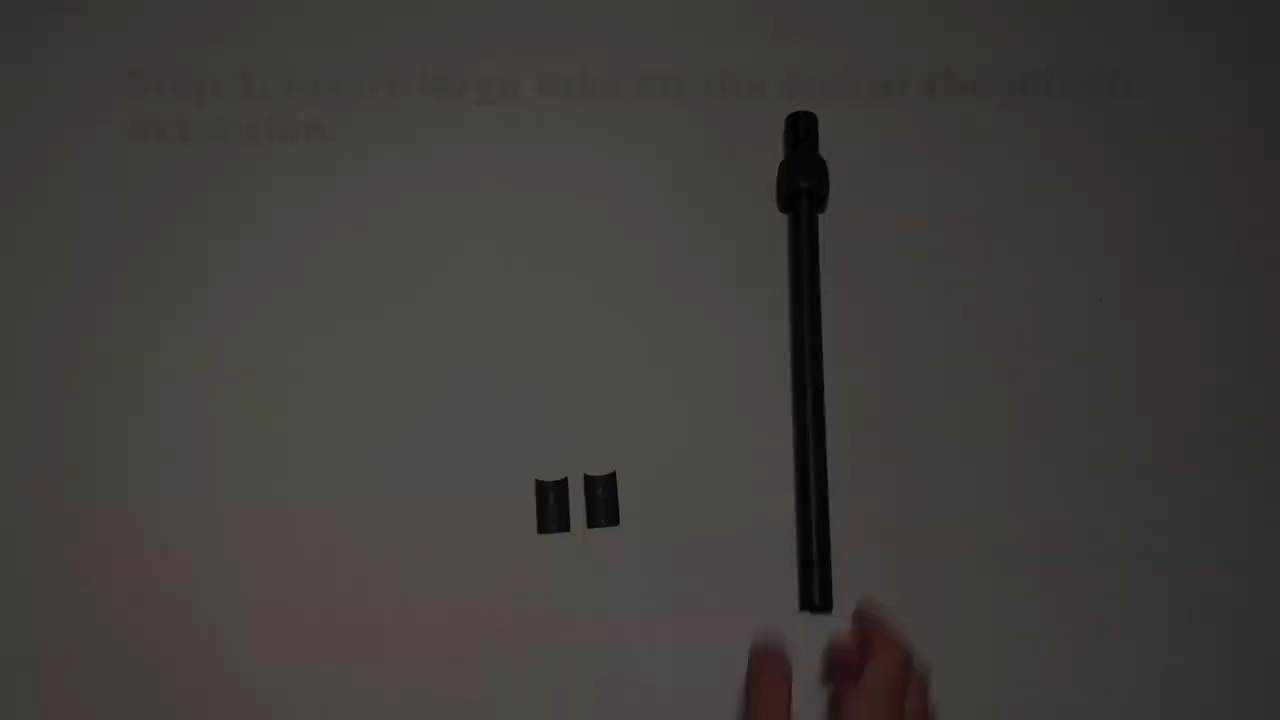 Step 1. Insert large tabs on the end of the plastic
extension.